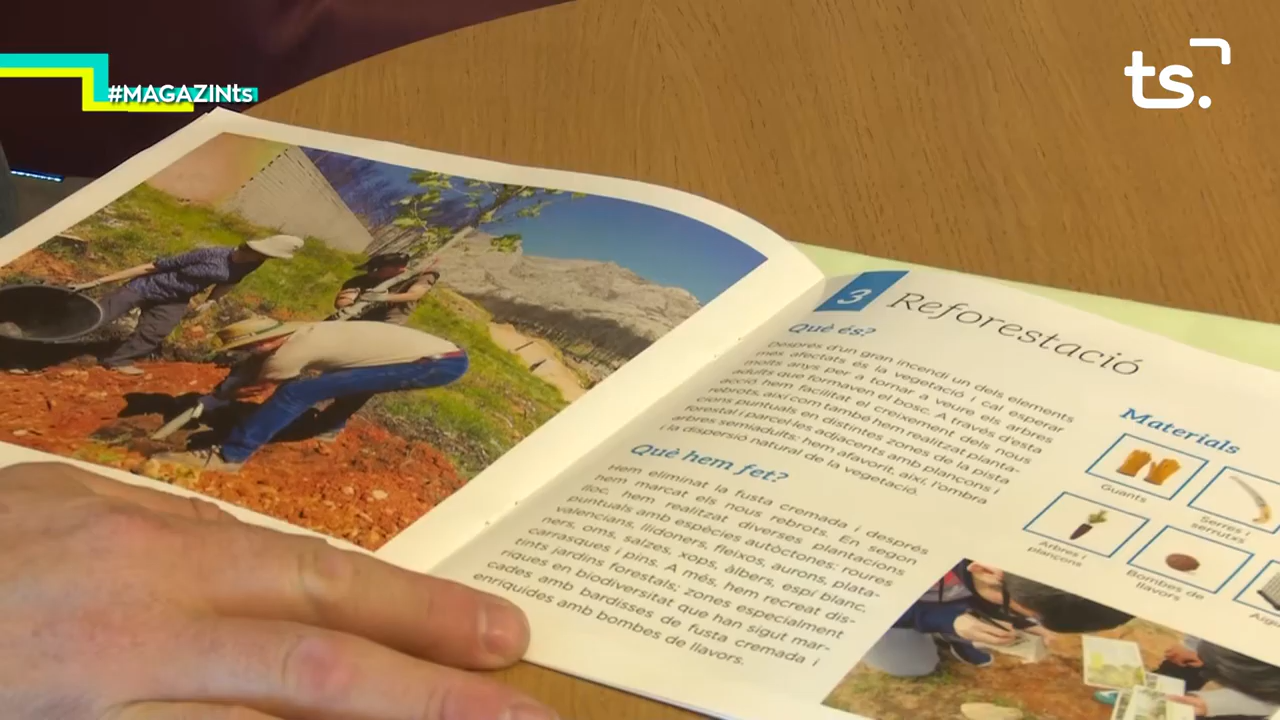 #MAGAZINts
ts.
3 Reforestació
Què és?
Després d'un gran incendi un dels elements
més afectats és la vegetació i cal esperar
molts anys per a tornar a veure els arbres
adults que formaven el bosc. A través d'esta
acció hem facilitat el creixement dels nous
rebrots, així com també hem realitzat planta-
cions puntuals en distintes zones de la pista
forestal i parcel·les adjacents amb plançons i
arbres semiadults: hem afavorit, així, l'ombra
i la dispersió natural de la vegetació.
Què hem fet?
Hem eliminat la fusta cremada i després
hem marcat els nous rebrots. En segon
lloc, hem realitzat diverses plantacions
puntuals amb espècies autòctones: roures
valencians, llidoners, fleixos, aurons, plata-
ners, oms, salzes, xops, àlbers, espí blanc,
carrasques i pins. A més, hem recreat dis-
tints jardins forestals; zones especialment
riques en biodiversitat que han sigut mar-
cades amb bardisses de fusta cremada i
enriquides amb bombes de llavors.
Materials
Guants
Serres i
serrutxs
Arbres i
plançons
Bombes de
llavors